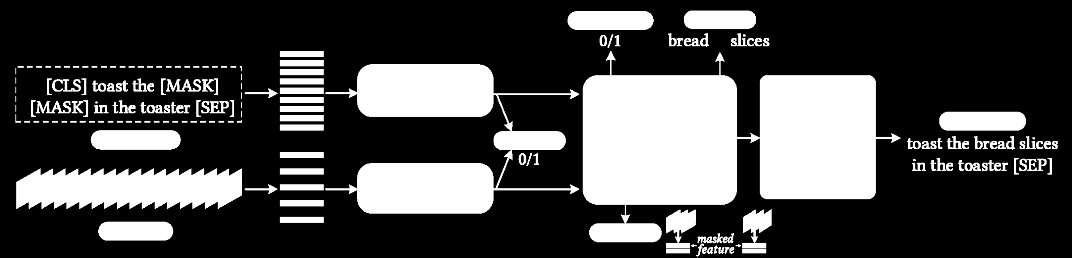 0/1
bread slices
[CLS] toast the [MASK]
[MASK] in the toaster [SEP]
0/1
toast the bread slices
in the toaster [SEP]
masked
feature